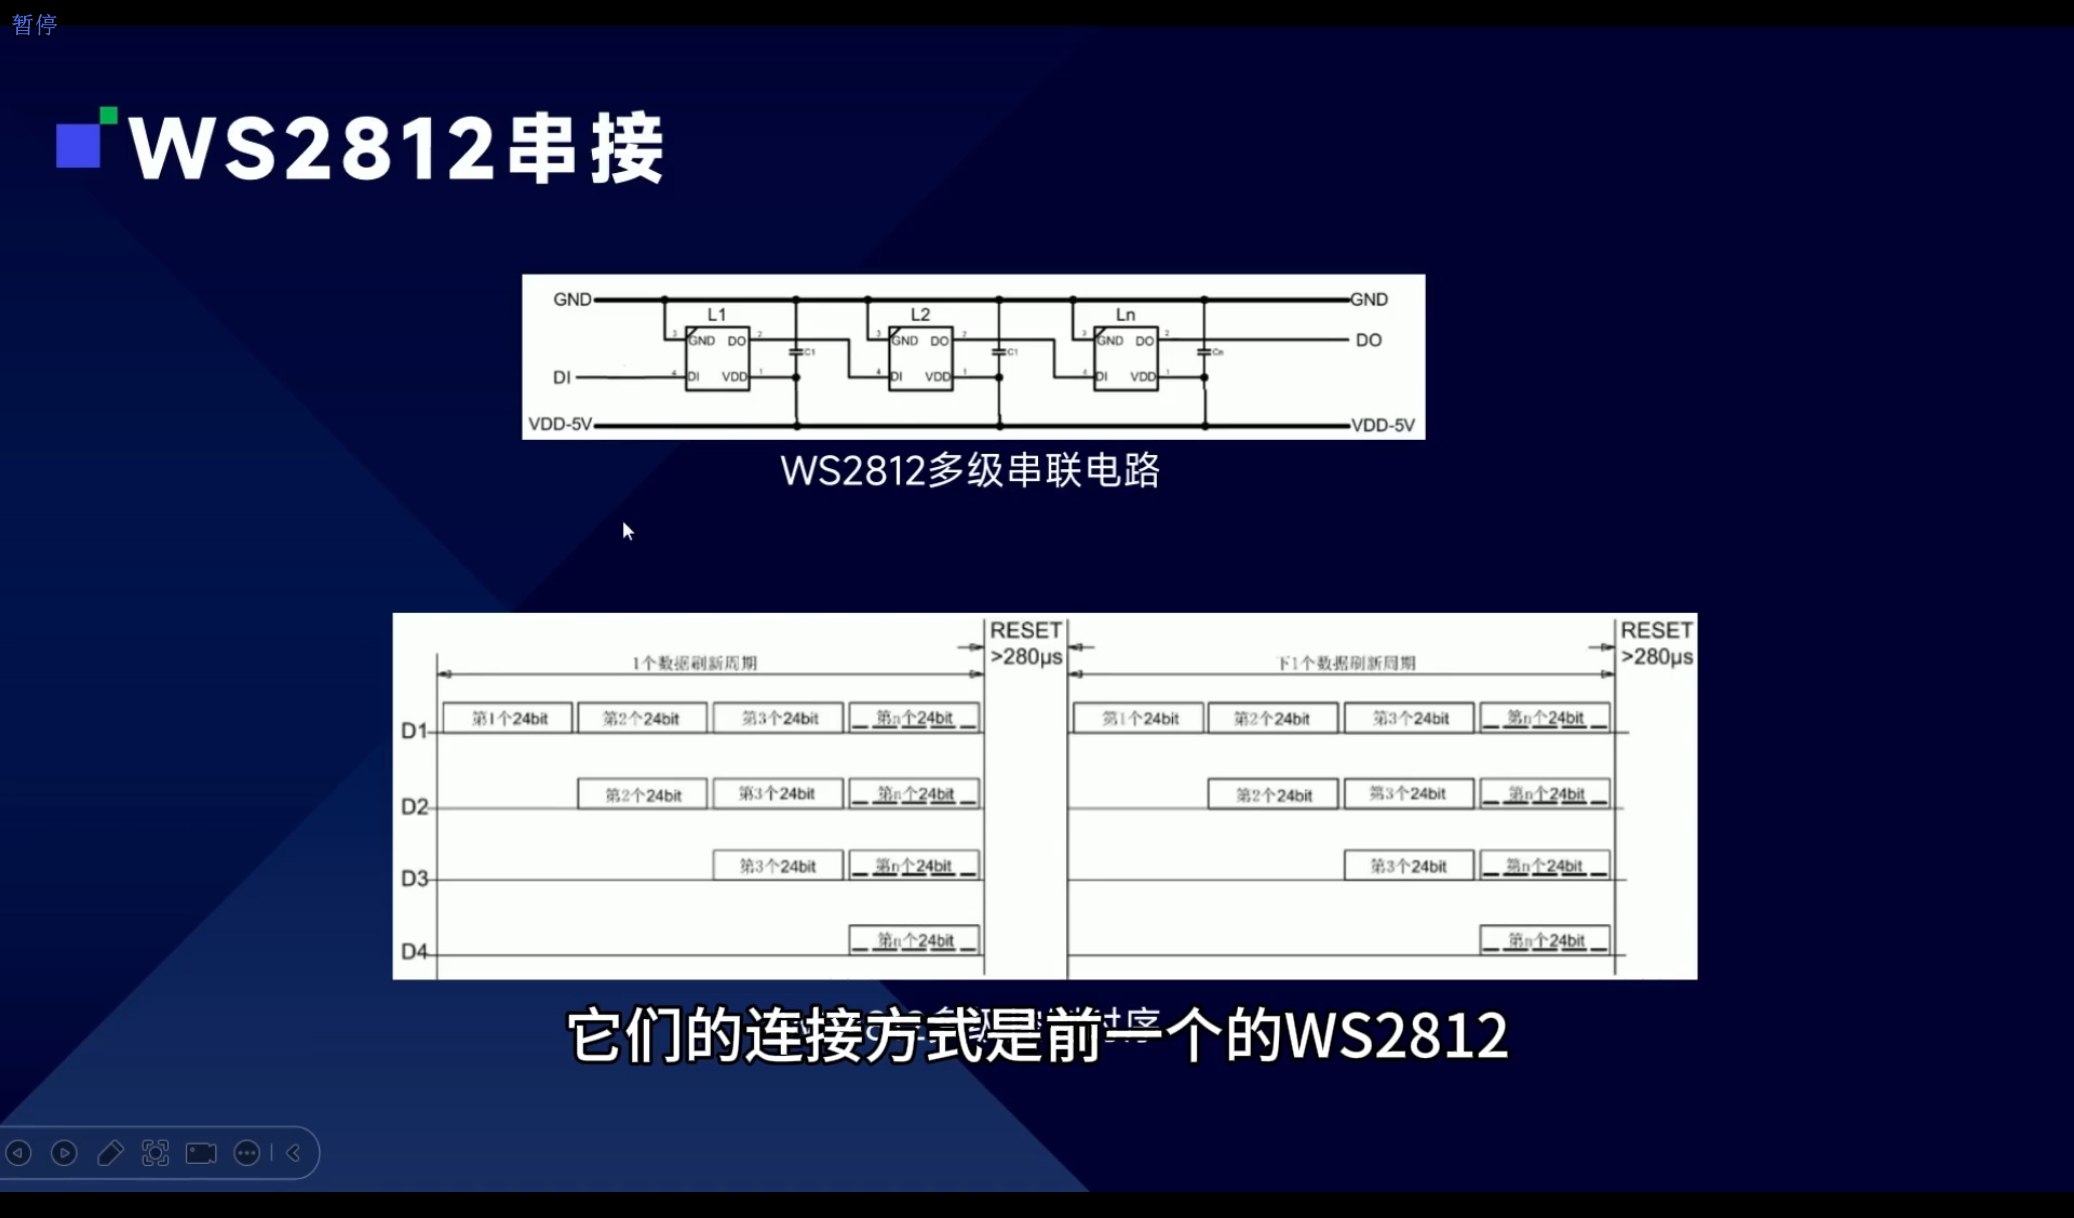 暂停
WS2812串接
GND GND
L1 L2 Ln
3 GND DO 2 3 GND DO 2 3 GND DO 2 DO
C1 C1 Cn
DI 4 DI VDD 1 4 DI VDD 1 4 DI VDD 1
VDD-5V VDD-5V
WS2812多级串联电路
RESET RESET
1个数据刷新周期 >280μs 下1个数据刷新周期 >280μs
D1 第1个24bit 第2个24bit 第3个24bit 第n个24bit 第1个24bit 第2个24bit 第3个24bit 第n个24bit
D2 第2个24bit 第3个24bit 第n个24bit 第2个24bit 第3个24bit 第n个24bit
D3 第3个24bit 第n个24bit 第3个24bit 第n个24bit
D4 第n个24bit 第n个24bit
它们的连接方式是前一个的WS2812